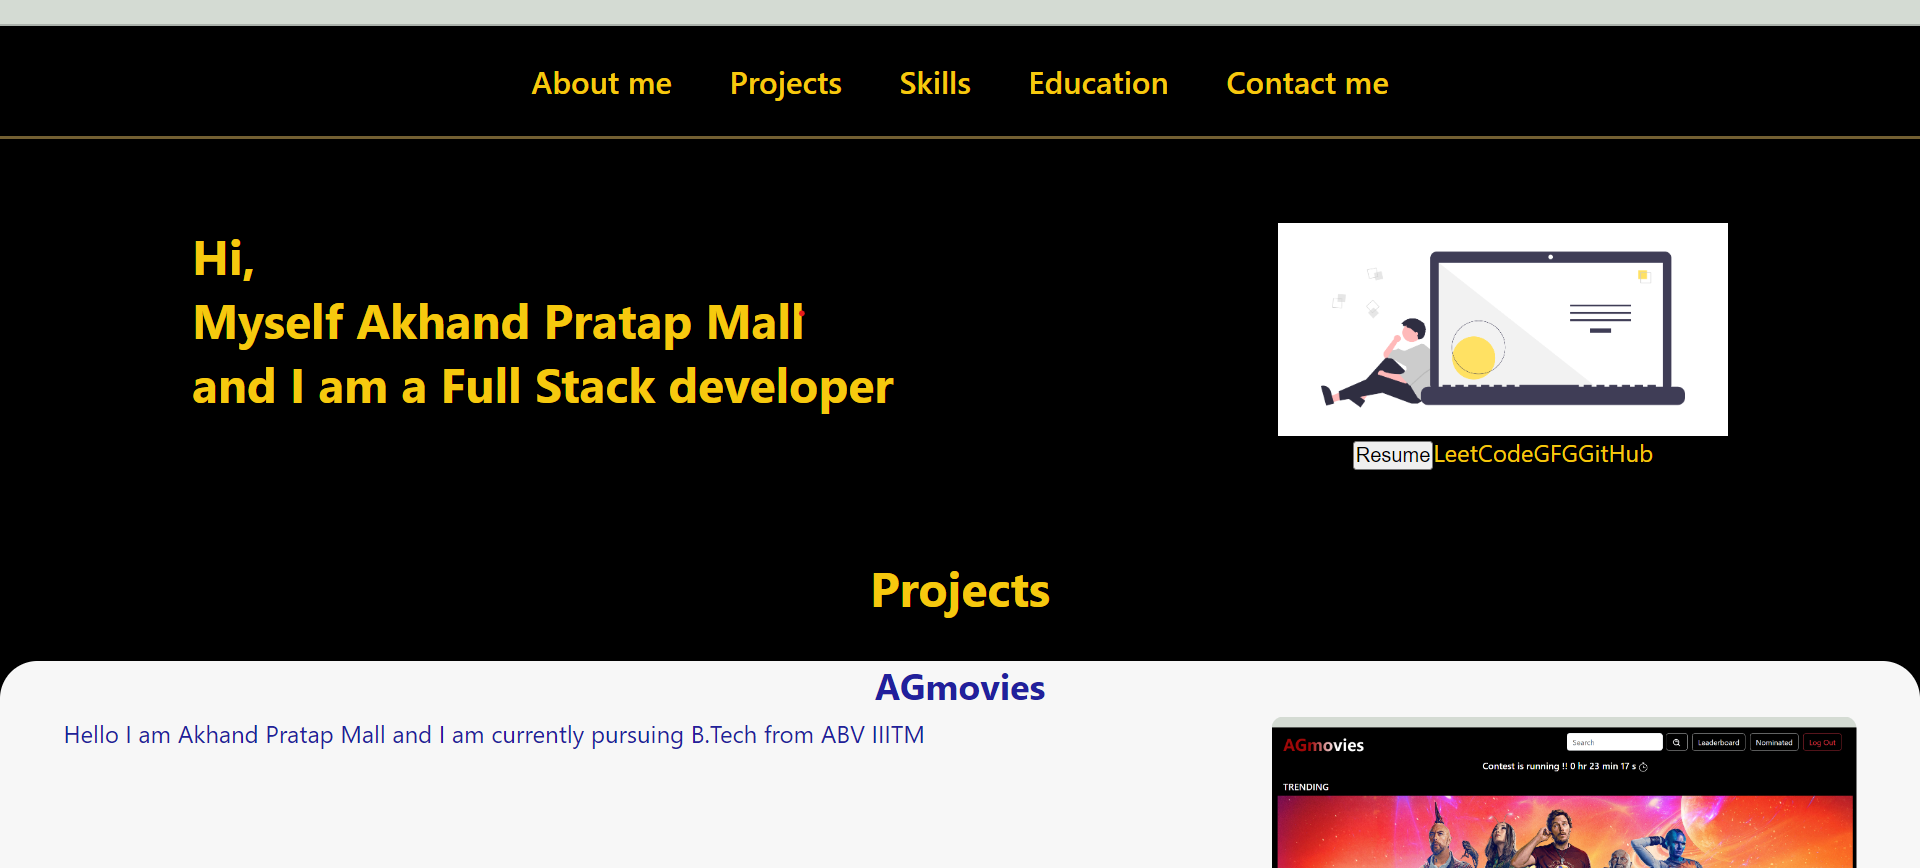 About me Projects Skills Education Contact me
Hi,
Myself Akhand Pratap Mall
and I am a Full Stack developer
Resume LeetCodeGFGGitHub
Projects
AGmovies
Hello I am Akhand Pratap Mall and I am currently pursuing B.Tech from ABV IIITM
AGmovies Search Leaderboard Nominated Log Out
Contest is running !! 0 hr 23 min 17 s
TRENDING